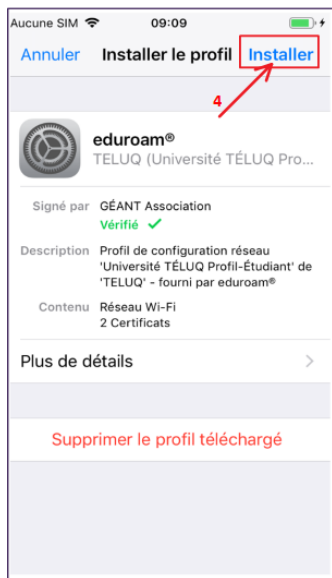 Aucune SIM 09:09
Annuler Installer le profil Installer
4
eduroam®
TELUQ (Université TÉLUQ Pro...
Signé par GÉANT Association
Vérifié ✓
Description Profil de configuration réseau
'Université TÉLUQ Profil-Étudiant' de
'TELUQ' - fourni par eduroam®
Contenu Réseau Wi-Fi
2 Certificats
Plus de détails
Supprimer le profil téléchargé